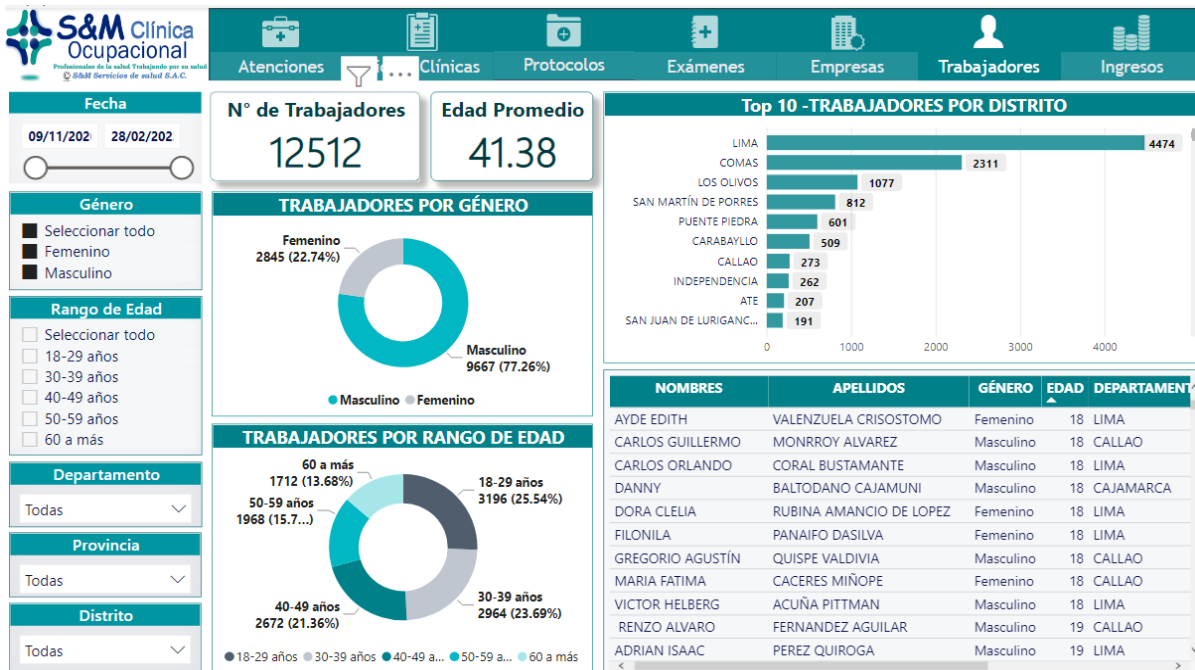 S&M Clínica
Ocupacional
Profesionales de la salud Trabajando por su salud
© S&M Servicios de salud S.A.C.
Atenciones
Clínicas
Protocolos
Exámenes
Empresas
Trabajadores
Ingresos
Fecha
09/11/202
28/02/202
Género
Seleccionar todo
Femenino
Masculino
Rango de Edad
Seleccionar todo
18-29 años
30-39 años
40-49 años
50-59 años
60 a más
Departamento
Todas
Provincia
Todas
Distrito
Todas
N° de Trabajadores
12512
Edad Promedio
41.38
TRABAJADORES POR GÉNERO
Femenino
2845 (22.74%)
Masculino
9667 (77.26%)
Masculino Femenino
TRABAJADORES POR RANGO DE EDAD
60 a más
1712 (13.68%)
18-29 años
3196 (25.54%)
50-59 años
1968 (15.7...)
30-39 años
2964 (23.69%)
40-49 años
2672 (21.36%)
18-29 años 30-39 años 40-49 a... 50-59 a... 60 a más
Top 10 -TRABAJADORES POR DISTRITO
LIMA 4474
COMAS 2311
LOS OLIVOS 1077
SAN MARTÍN DE PORRES 812
PUENTE PIEDRA 601
CARABAYLLO 509
CALLAO 273
INDEPENDENCIA 262
ATE 207
SAN JUAN DE LURIGANC... 191
0 1000 2000 3000 4000
NOMBRES APELLIDOS GÉNERO EDAD DEPARTAMENT
AYDE EDITH VALENZUELA CRISOSTOMO Femenino 18 LIMA
CARLOS GUILLERMO MONRROY ALVAREZ Masculino 18 CALLAO
CARLOS ORLANDO CORAL BUSTAMANTE Masculino 18 LIMA
DANNY BALTODANO CAJAMUNI Masculino 18 CAJAMARCA
DORA CLELIA RUBINA AMANCIO DE LOPEZ Femenino 18 LIMA
FILONILA PANAIFO DASILVA Femenino 18 LIMA
GREGORIO AGUSTÍN QUISPE VALDIVIA Masculino 18 CALLAO
MARIA FATIMA CACERES MIÑOPE Femenino 18 CALLAO
VICTOR HELBERG ACUÑA PITTMAN Masculino 18 LIMA
RENZO ALVARO FERNANDEZ AGUILAR Masculino 19 CALLAO
ADRIAN ISAAC PEREZ QUIROGA Masculino 19 LIMA